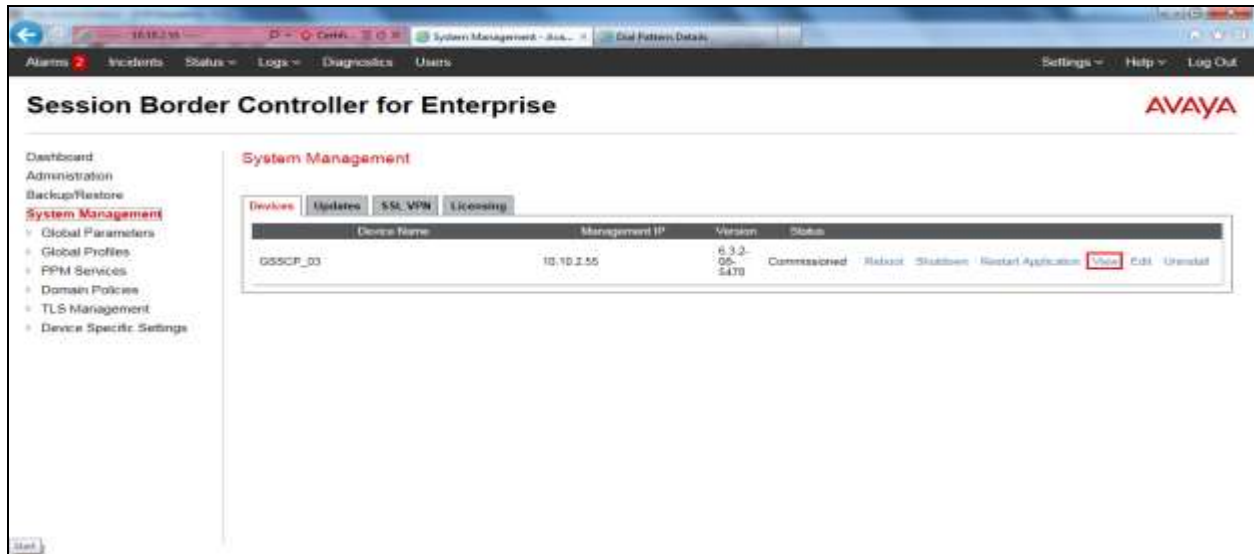 System Management - Ava... Dial Pattern Details
Alarms 2 Incidents Status Logs Diagnostics Users Settings Help Log Out
Session Border Controller for Enterprise
AVAYA
Dashboard
Administration
Backup/Restore
System Management
Global Parameters
Global Profiles
PPM Services
Domain Policies
TLS Management
Device Specific Settings
System Management
Devices Updates SSL VPN Licensing
Device Name Management IP Version Status
GSSCP_03 10.10.2.55 6.3.2-08-5478 Commissioned Reboot Shutdown Restart Application View Edit Uninstall
Start